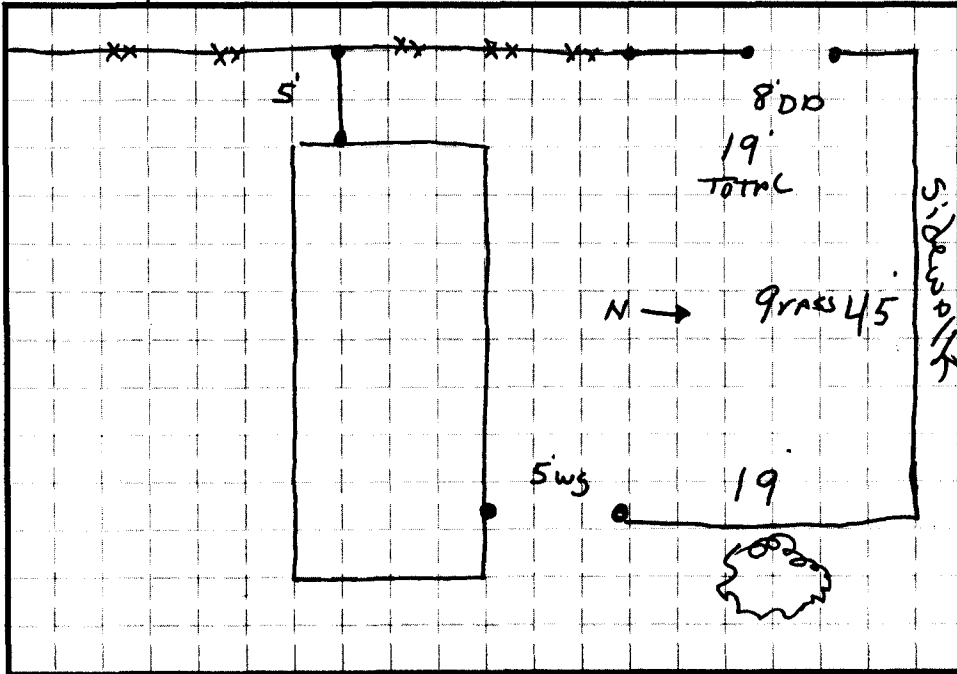 5'
8' DD
19'
TOTAL
Sidewalk
N →
grass 45'
5' wg
19'